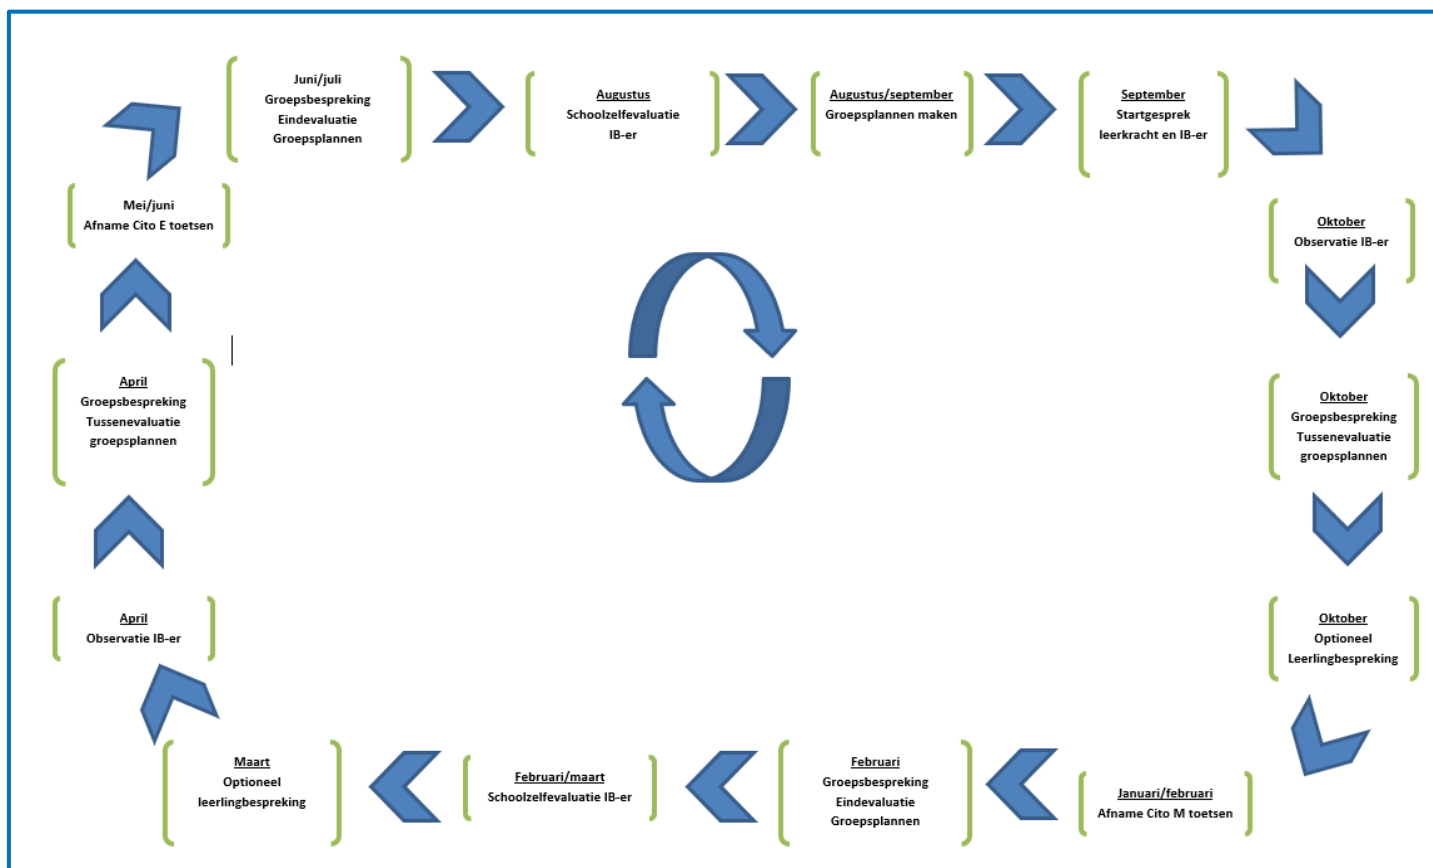 Juni/juli
Groepsbespreking
Eindevaluatie
Groepsplannen
Augustus
Schoolzelfevaluatie
IB-er
Augustus/september
Groepsplannen maken
September
Startgesprek
leerkracht en IB-er
Oktober
Observatie IB-er
Oktober
Groepsbespreking
Tussenevaluatie
groepsplannen
Oktober
Optioneel
Leerlingbespreking
Januari/februari
Afname Cito M toetsen
Februari
Groepsbespreking
Eindevaluatie
Groepsplannen
Februari/maart
Schoolzelfevaluatie IB-er
Maart
Optioneel
leerlingbespreking
April
Observatie IB-er
April
Groepsbespreking
Tussenevaluatie
groepsplannen
Mei/juni
Afname Cito E toetsen